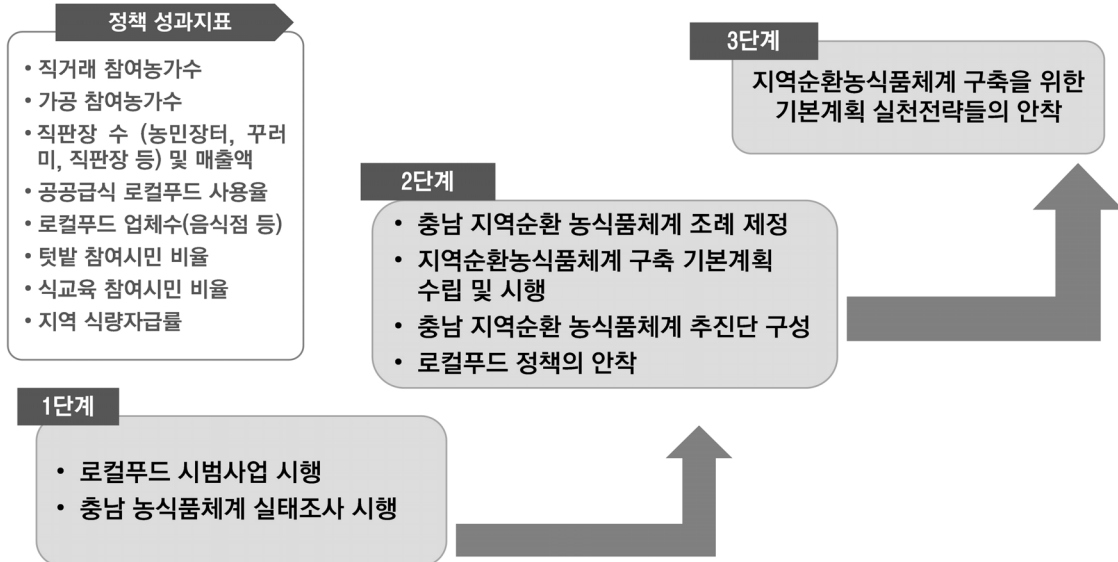 정책 성과지표
• 직거래 참여농가수
• 가공 참여농가수
• 직판장 수 (농민장터, 꾸러
미, 직판장 등) 및 매출액
• 공공급식 로컬푸드 사용율
• 로컬푸드 업체수(음식점 등)
• 텃밭 참여시민 비율
• 식교육 참여시민 비율
• 지역 식량자급률
1단계
• 로컬푸드 시범사업 시행
• 충남 농식품체계 실태조사 시행
2단계
• 충남 지역순환 농식품체계 조례 제정
• 지역순환농식품체계 구축 기본계획
수립 및 시행
• 충남 지역순환 농식품체계 추진단 구성
• 로컬푸드 정책의 안착
3단계
지역순환농식품체계 구축을 위한
기본계획 실천전략들의 안착